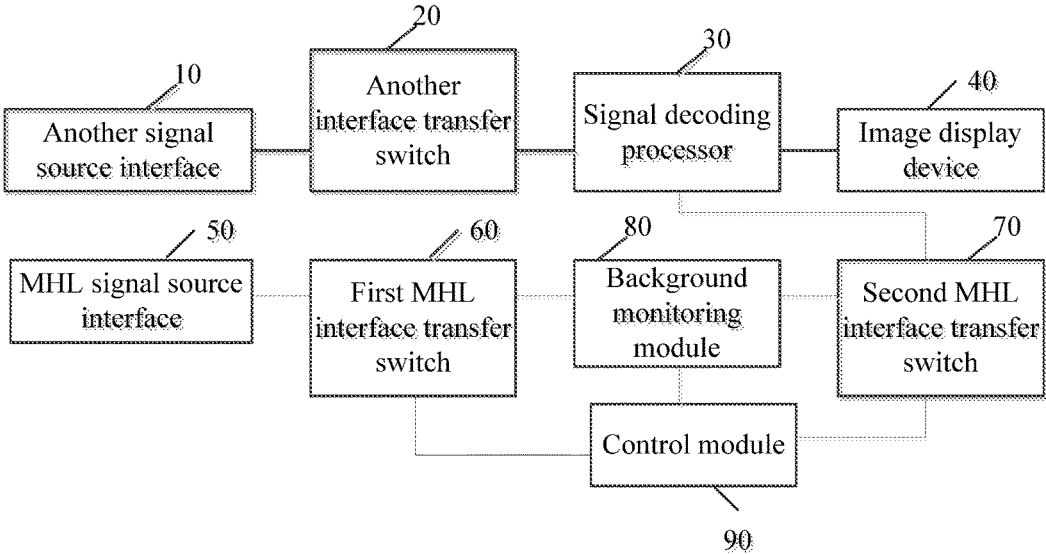 10
20
30
40
Another signal
source interface
Another
interface transfer
switch
Signal decoding
processor
Image display
device
50
60
80
70
MHL signal source
interface
First MHL
interface transfer
switch
Background
monitoring
module
Second MHL
interface transfer
switch
Control module
90